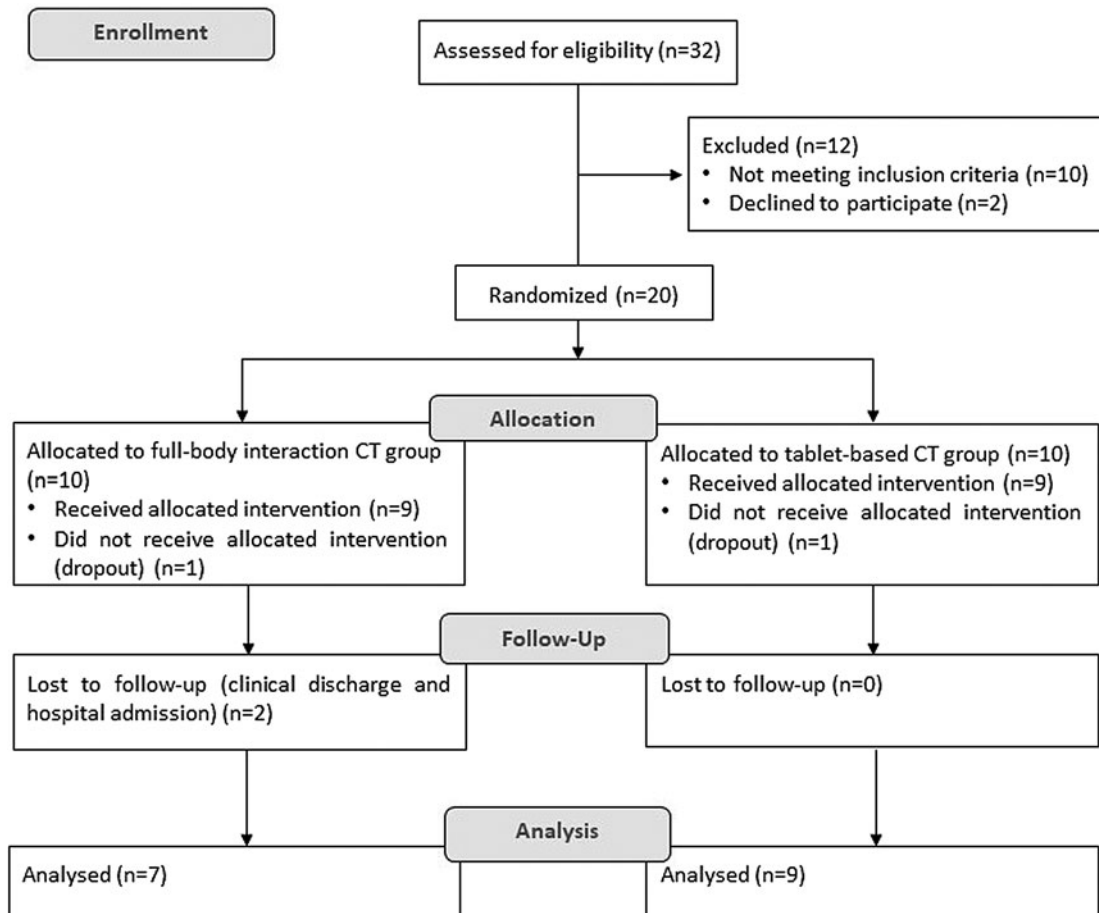 Enrollment
Assessed for eligibility (n=32)
Excluded (n=12)
• Not meeting inclusion criteria (n=10)
• Declined to participate (n=2)
Randomized (n=20)
Allocation
Allocated to full-body interaction CT group
(n=10)
• Received allocated intervention (n=9)
• Did not receive allocated intervention
(dropout) (n=1)
Allocated to tablet-based CT group (n=10)
• Received allocated intervention (n=9)
• Did not receive allocated intervention
(dropout) (n=1)
Follow-Up
Lost to follow-up (clinical discharge and
hospital admission) (n=2)
Lost to follow-up (n=0)
Analysis
Analysed (n=7)
Analysed (n=9)